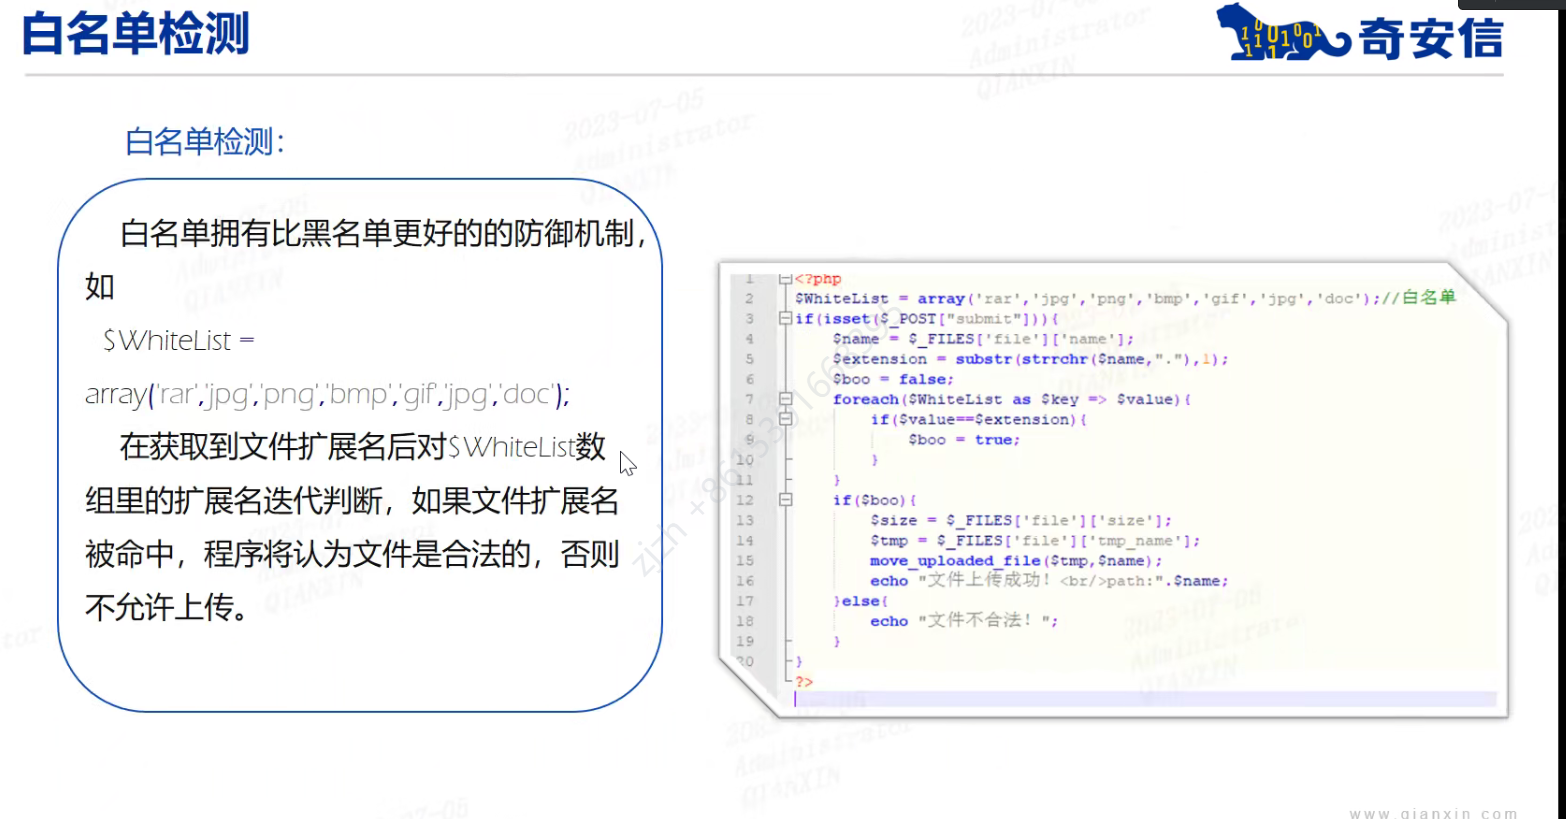 白名单检测
奇安信
白名单检测：
白名单拥有比黑名单更好的的防御机制，
如
$WhiteList =
array('rar','jpg','png','bmp','gif','jpg','doc');
在获取到文件扩展名后对$WhiteList数
组里的扩展名迭代判断，如果文件扩展名
被命中，程序将认为文件是合法的，否则
不允许上传。
1 <?php
2 $WhiteList = array('rar','jpg','png','bmp','gif','jpg','doc');//白名单
3 if(isset($_POST["submit"])){
4 $name = $_FILES['file']['name'];
5 $extension = substr(strrchr($name,"."),1);
6 $boo = false;
7 foreach($WhiteList as $key => $value){
8 if($value==$extension){
9 $boo = true;
10 }
11 }
12 if($boo){
13 $size = $_FILES['file']['size'];
14 $tmp = $_FILES['file']['tmp_name'];
15 move_uploaded_file($tmp,$name);
16 echo "文件上传成功！<br/>path:".$name;
17 }else{
18 echo "文件不合法！";
19 }
20 }
?>
2023-07-05
Administrator
QIANXIN
www.qianxin.com